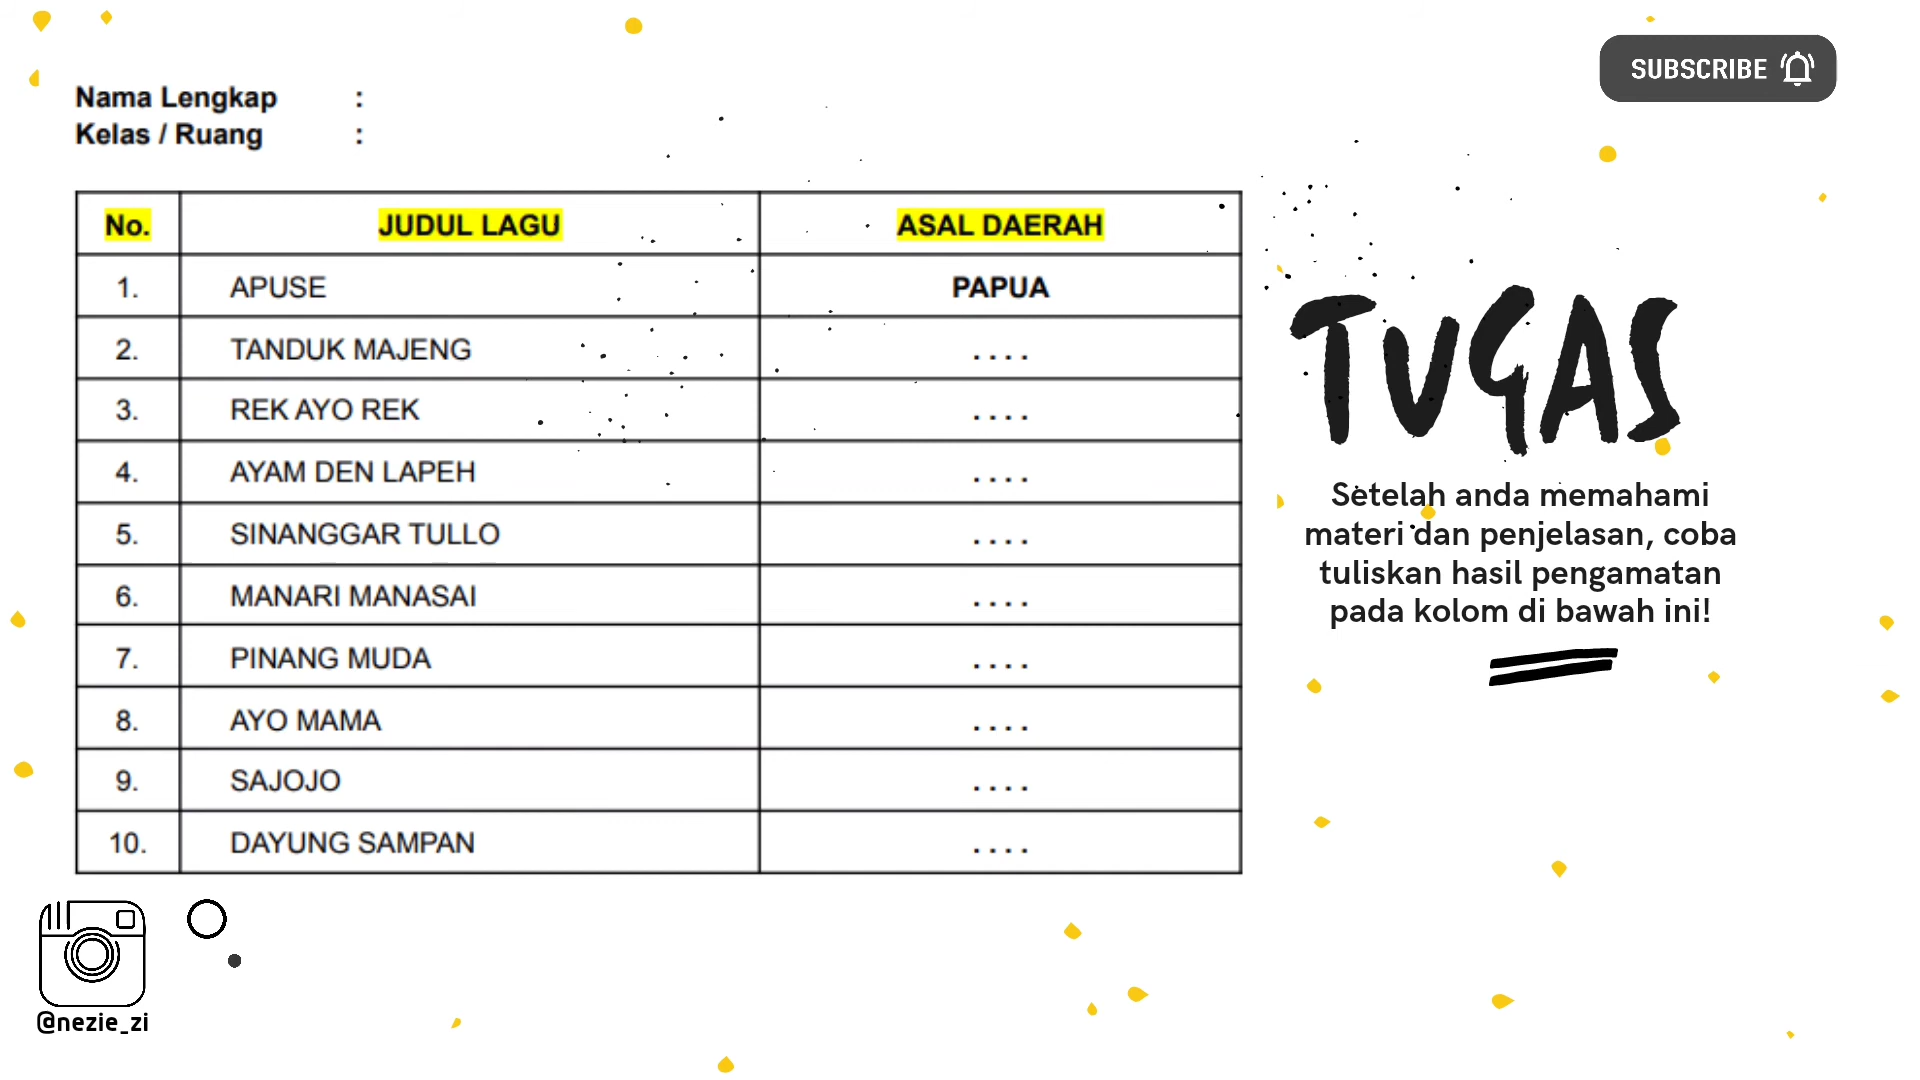 SUBSCRIBE
Nama Lengkap :
Kelas / Ruang :
No. JUDUL LAGU ASAL DAERAH
1. APUSE PAPUA
2. TANDUK MAJENG . . . .
3. REK AYO REK . . . .
4. AYAM DEN LAPEH . . . .
5. SINANGGAR TULLO . . . .
6. MANARI MANASAI . . . .
7. PINANG MUDA . . . .
8. AYO MAMA . . . .
9. SAJOJO . . . .
10. DAYUNG SAMPAN . . . .
TUGAS
Setelah anda memahami
materi dan penjelasan, coba
tuliskan hasil pengamatan
pada kolom di bawah ini!
@nezie_zi